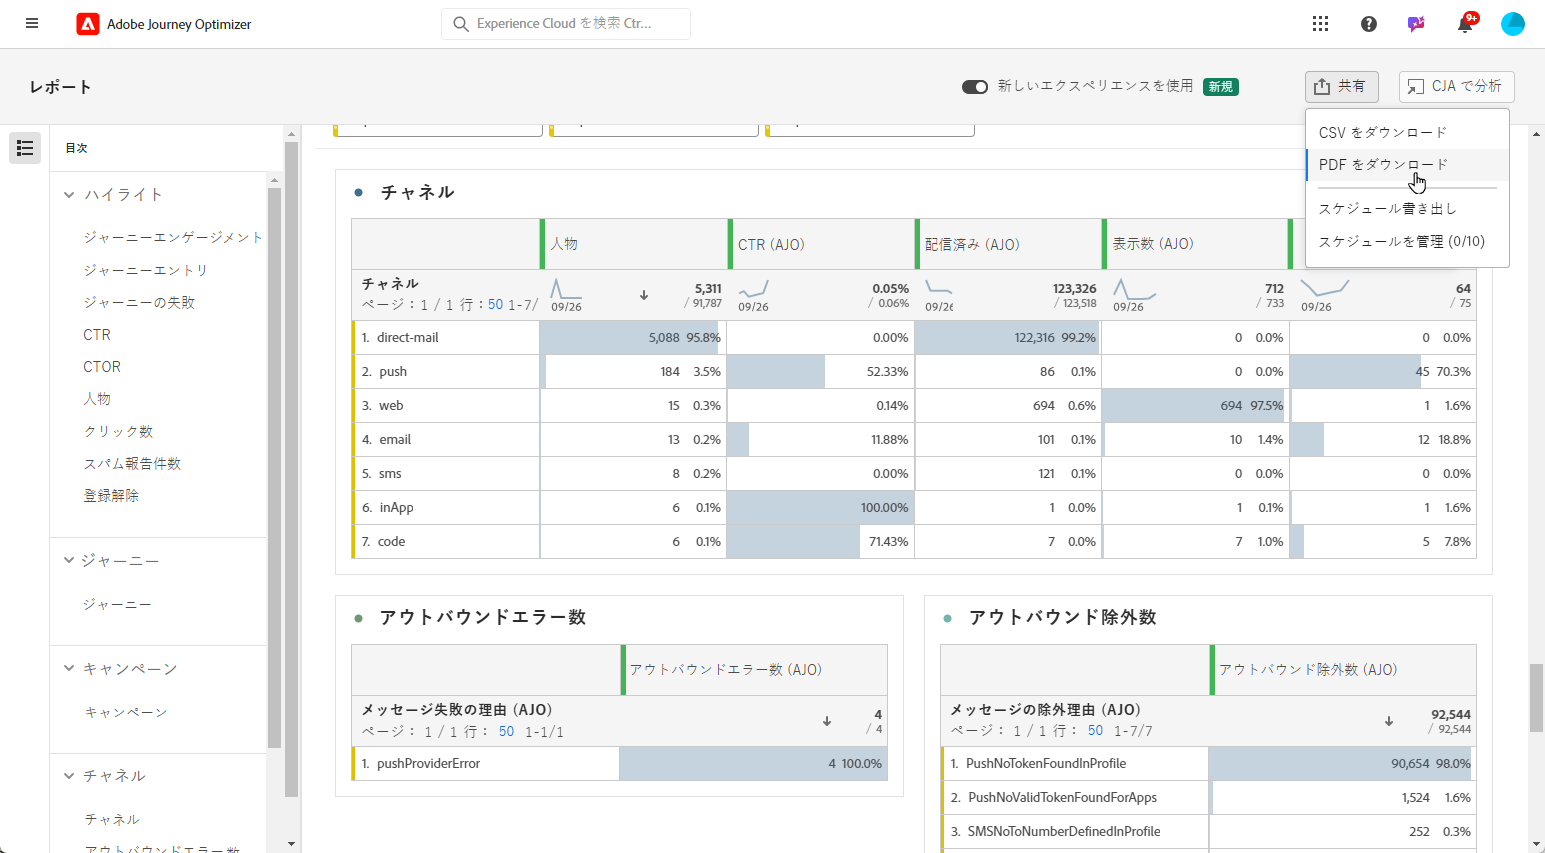 Adobe Journey Optimizer
Experience Cloud を検索 Ctr...
9+
レポート
新しいエクスペリエンスを使用 新規
共有
CJA で分析
CSV をダウンロード
PDF をダウンロード
スケジュール書き出し
スケジュールを管理 (0/10)
目次
ハイライト
ジャーニーエンゲージメント
ジャーニーエントリ
ジャーニーの失敗
CTR
CTOR
人物
クリック数
スパム報告件数
登録解除
ジャーニー
ジャーニー
キャンペーン
キャンペーン
チャネル
チャネル
アウトバウンドエラー数
チャネル
人物 CTR (AJO) 配信済み (AJO) 表示数 (AJO)
チャネル
ページ: 1 / 1 行: 50 1-7/
09/26 5,311 / 91,787
09/26 0.05% / 0.06%
09/26 123,326 / 123,518
09/26 712 / 733
09/26 64 / 75
1. direct-mail 5,088 95.8% 0.00% 122,316 99.2% 0 0.0% 0 0.0%
2. push 184 3.5% 52.33% 86 0.1% 0 0.0% 45 70.3%
3. web 15 0.3% 0.14% 694 0.6% 694 97.5% 1 1.6%
4. email 13 0.2% 11.88% 101 0.1% 10 1.4% 12 18.8%
5. sms 8 0.2% 0.00% 121 0.1% 0 0.0% 0 0.0%
6. inApp 6 0.1% 100.00% 1 0.0% 1 0.1% 1 1.6%
7. code 6 0.1% 71.43% 7 0.0% 7 1.0% 5 7.8%
アウトバウンドエラー数
アウトバウンドエラー数 (AJO)
メッセージ失敗の理由 (AJO)
ページ: 1 / 1 行: 50 1-1/1
4 / 4
1. pushProviderError 4 100.0%
アウトバウンド除外数
アウトバウンド除外数 (AJO)
メッセージの除外理由 (AJO)
ページ: 1 / 1 行: 50 1-7/7
92,544 / 92,544
1. PushNoTokenFoundInProfile 90,654 98.0%
2. PushNoValidTokenFoundForApps 1,524 1.6%
3. SMSNoToNumberDefinedInProfile 252 0.3%